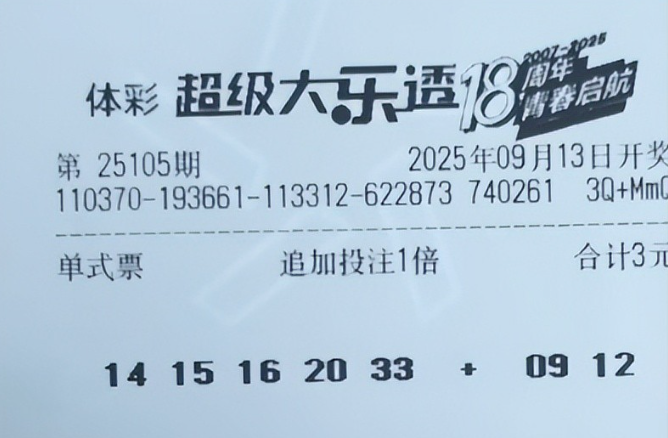 体彩 超级大乐透 18 2007-2025 周年 青春启航
第 25105期 2025年09月13日开奖
110370-193661-113312-622873 740261 3Q+Mm
单式票 追加投注1倍 合计3元
14 15 16 20 33 + 09 12